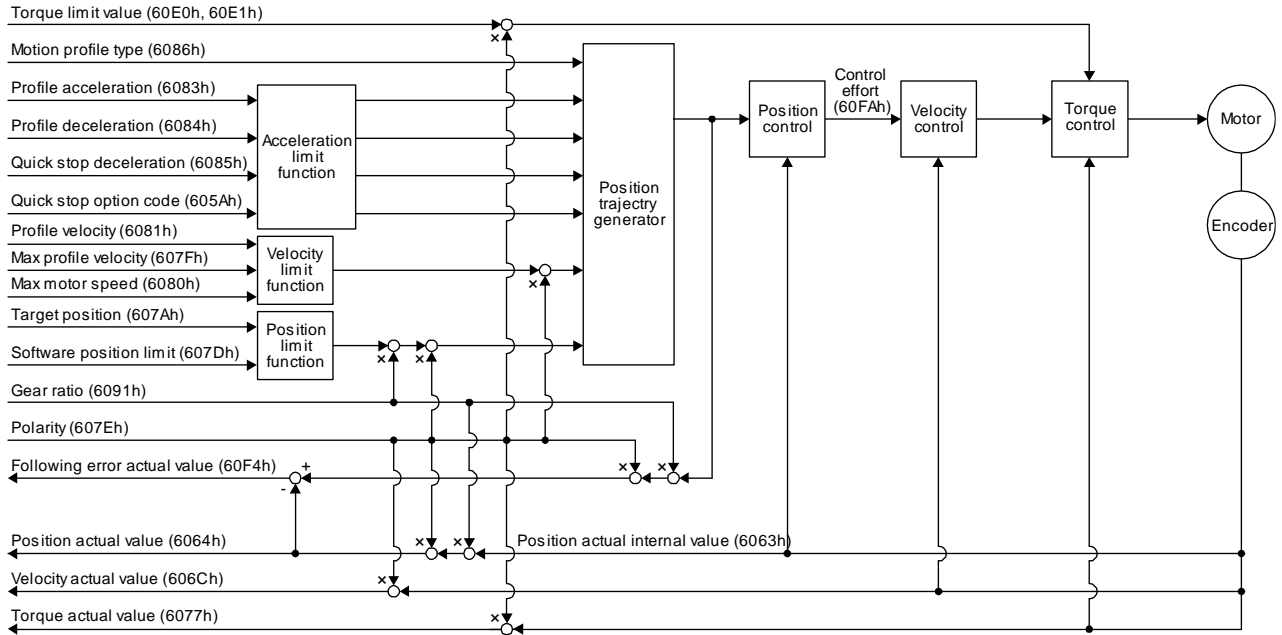 Torque limit value (60E0h, 60E1h)
×
Motion profile type (6086h)
Profile acceleration (6083h)
Profile deceleration (6084h)
Quick stop deceleration (6085h)
Quick stop option code (605Ah)
Acceleration
limit
function
Profile velocity (6081h)
Max profile velocity (607Fh)
Max motor speed (6080h)
Velocity
limit
function
×
Target position (607Ah)
Software position limit (607Dh)
Position
limit
function
×
×
Position
trajectry
generator
Position
control
Control
effort
(60FAh)
Velocity
control
Torque
control
Motor
Encoder
Gear ratio (6091h)
Polarity (607Eh)
Following error actual value (60F4h)
+
-
×
×
Position actual value (6064h)
×
×
Position actual internal value (6063h)
Velocity actual value (606Ch)
×
Torque actual value (6077h)
×